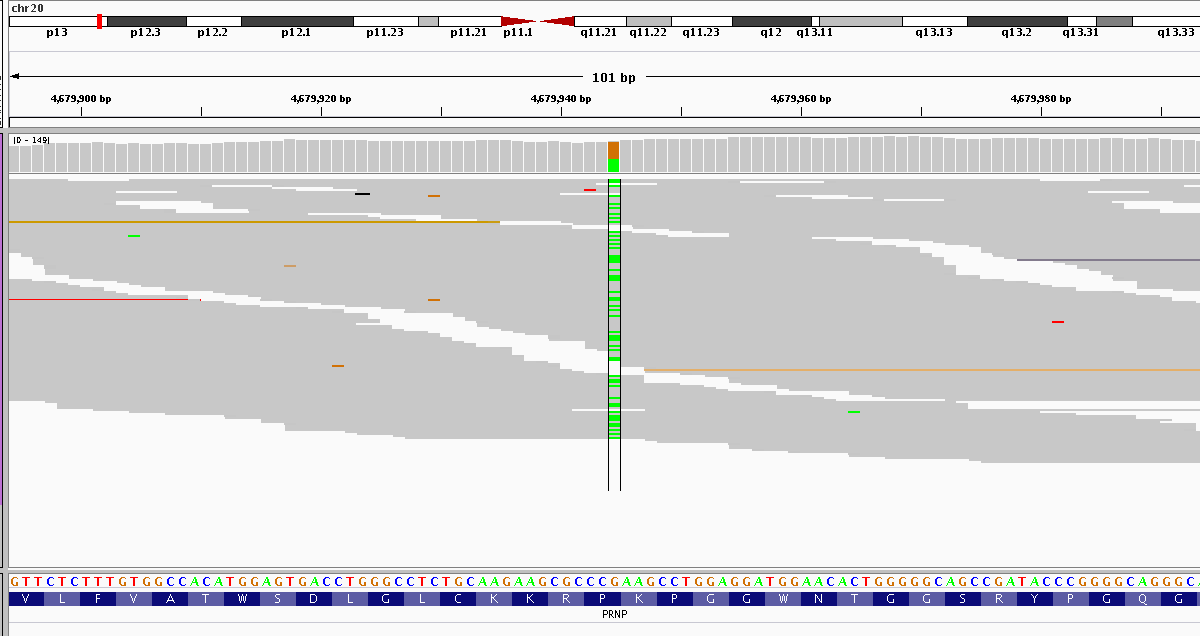 chr20
p13 p12.3 p12.2 p12.1 p11.23 p11.21 p11.1 q11.21 q11.22 q11.23 q12 q13.11 q13.13 q13.2 q13.31 q13.33
101 bp
4,679,900 bp 4,679,920 bp 4,679,940 bp 4,679,960 bp 4,679,980 bp
[0 - 149]
GTTCTCTTTGTGGCCACATGGAGTGACCTGGGCCTCTGCAAGAAGCGCCCGAAGCCTGGAGGATGGAACACTGGGGGCAGCCGATACCCGGGGCAGGGC
V L F V A T W S D L G L C K K R P K P G G W N T G G S R Y P G Q G
PRNP